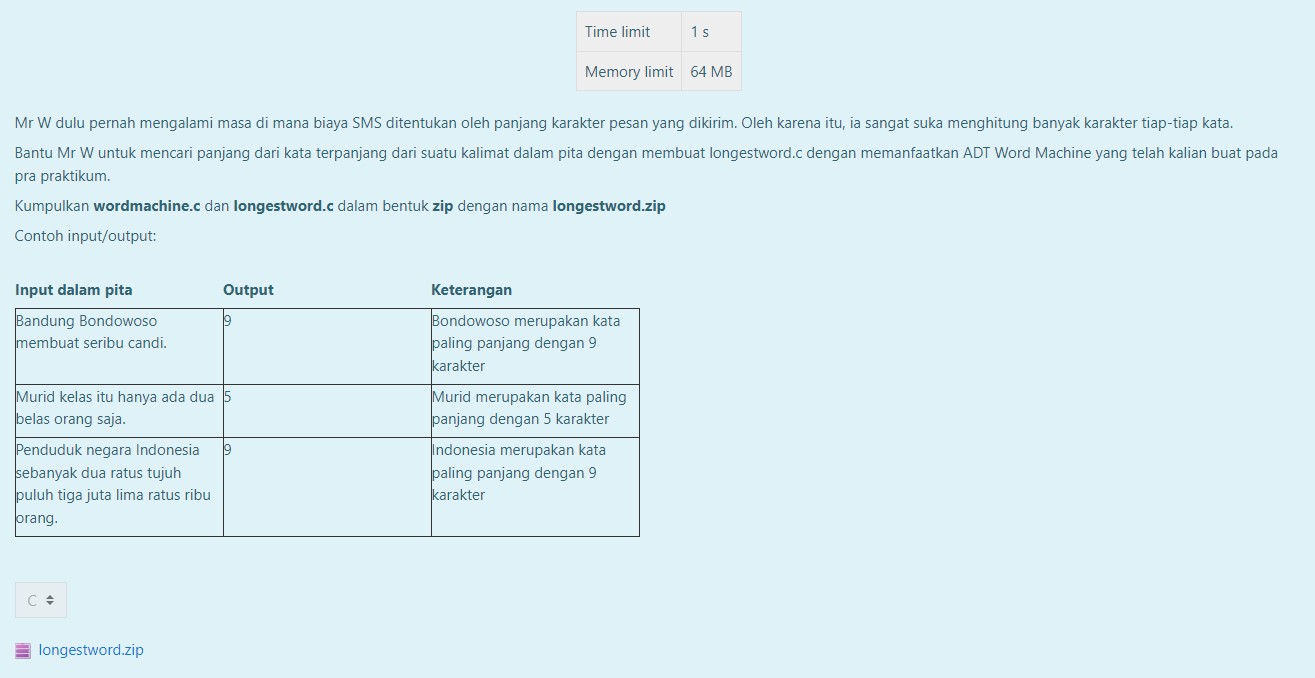 Time limit 1 s
Memory limit 64 MB
Mr W dulu pernah mengalami masa di mana biaya SMS ditentukan oleh panjang karakter pesan yang dikirim. Oleh karena itu, ia sangat suka menghitung banyak karakter tiap-tiap kata.
Bantu Mr W untuk mencari panjang dari kata terpanjang dari suatu kalimat dalam pita dengan membuat longestword.c dengan memanfaatkan ADT Word Machine yang telah kalian buat pada
pra praktikum.
Kumpulkan wordmachine.c dan longestword.c dalam bentuk zip dengan nama longestword.zip
Contoh input/output:
Input dalam pita Output Keterangan
Bandung Bondowoso 9 Bondowoso merupakan kata
membuat seribu candi. paling panjang dengan 9
karakter
Murid kelas itu hanya ada dua 5 Murid merupakan kata paling
belas orang saja. panjang dengan 5 karakter
Penduduk negara Indonesia 9 Indonesia merupakan kata
sebanyak dua ratus tujuh paling panjang dengan 9
puluh tiga juta lima ratus ribu karakter
orang.
C
longestword.zip